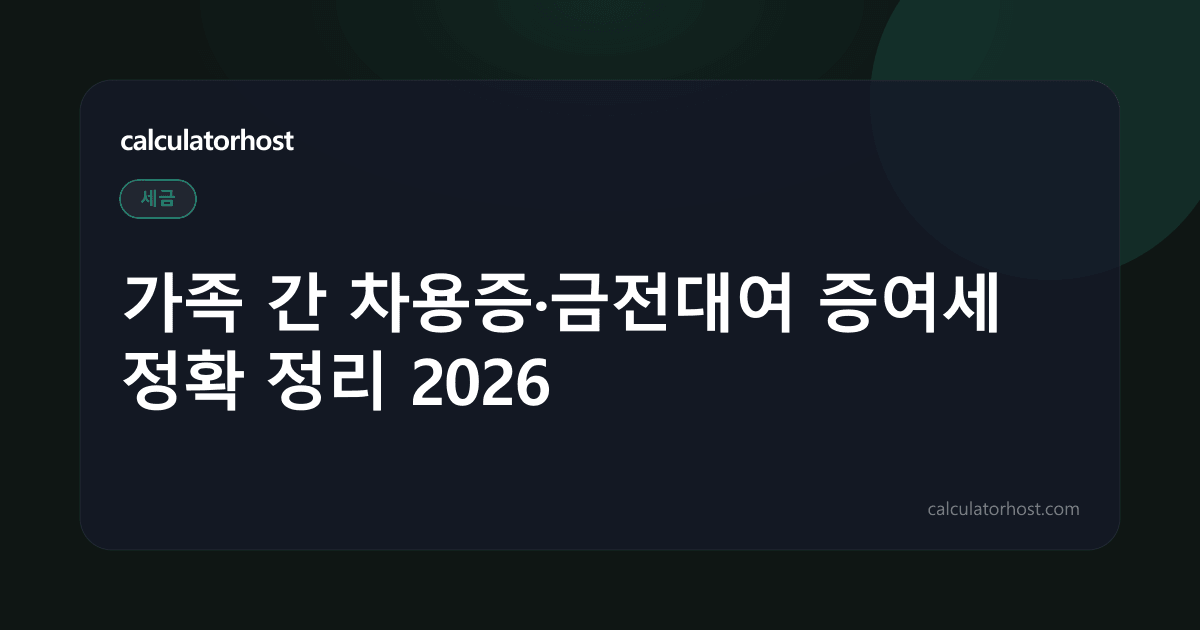 calculatorhost
세금
가족 간 차용증·금전대여 증여세
정확 정리 2026
calculatorhost.com